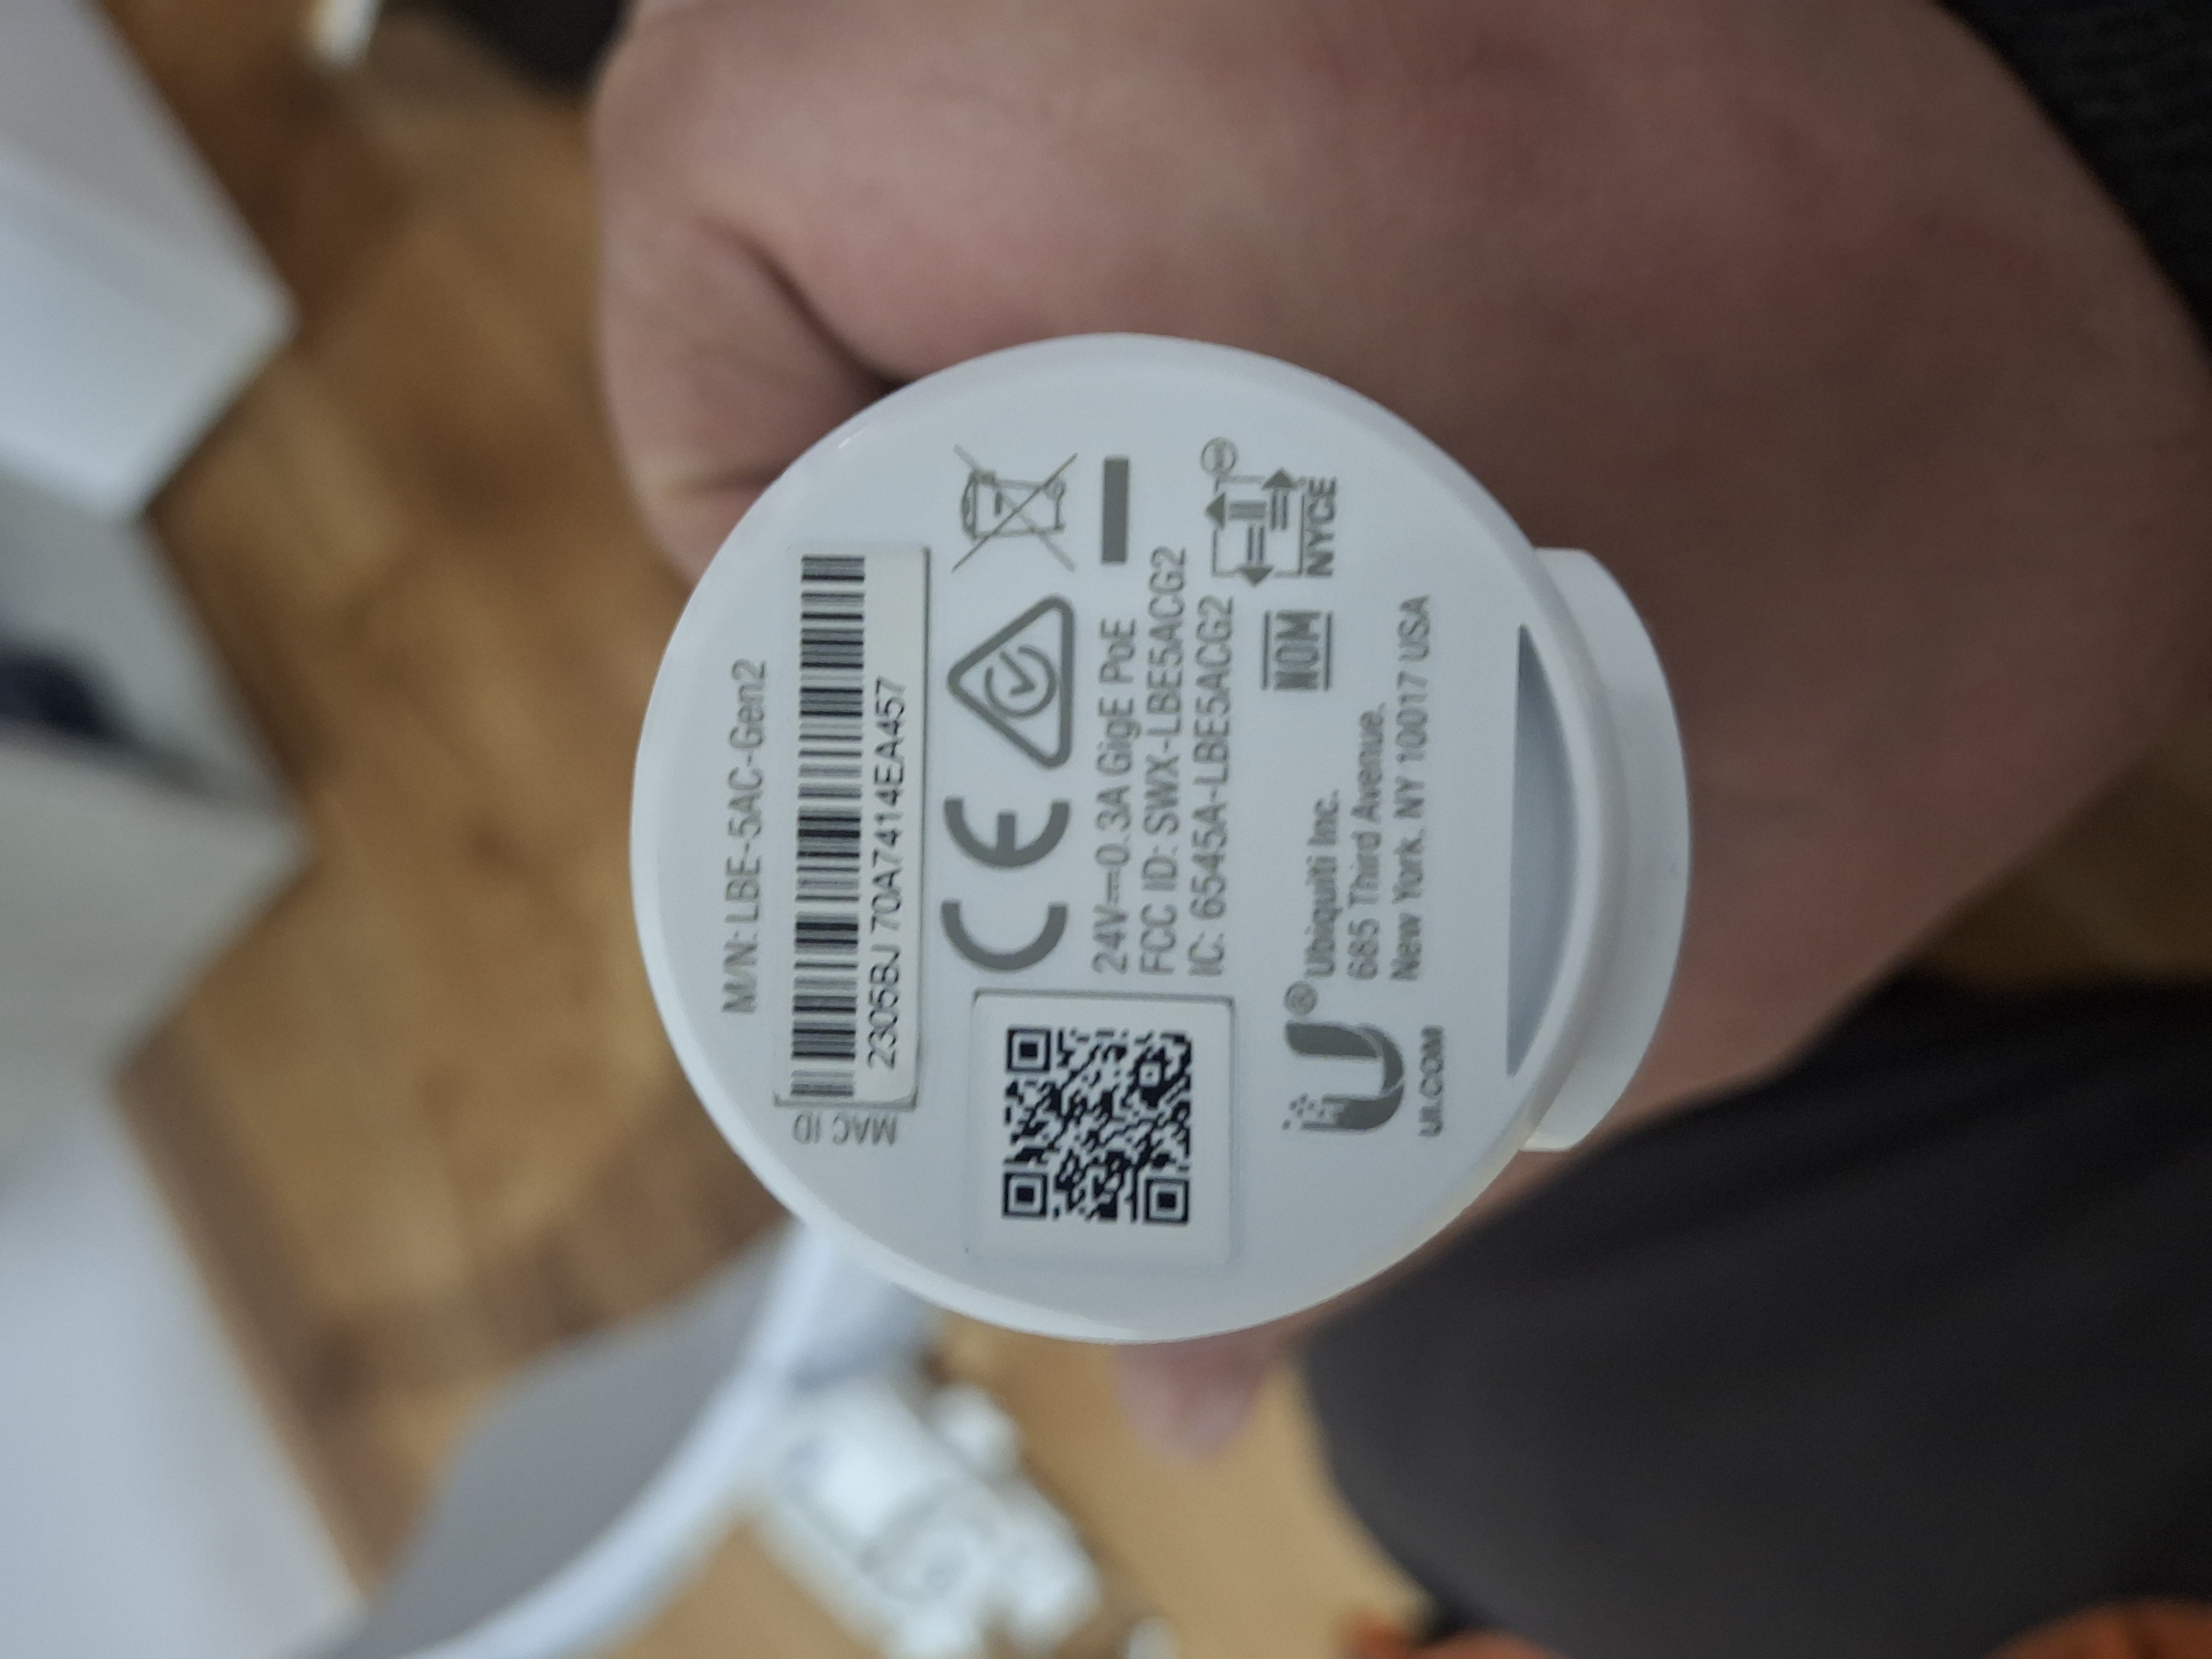 M/N: LBE-5AC-Gen2
MAC ID
2305BJ 70A7414EA457
24V⎓0.3A GigE PoE
FCC ID: SWX-LBE5ACG2
IC: 6545A-LBE5ACG2
NOM
NYCE
U® Ubiquiti Inc.
685 Third Avenue.
New York. NY 10017 USA
UI.COM